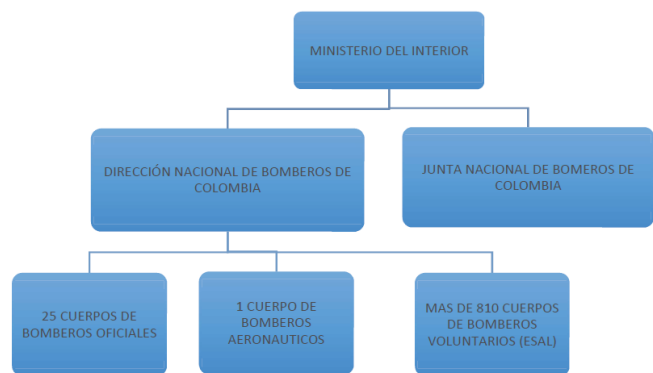 MINISTERIO DEL INTERIOR
DIRECCIÓN NACIONAL DE BOMBEROS DE
COLOMBIA
JUNTA NACIONAL DE BOMEROS DE
COLOMBIA
25 CUERPOS DE
BOMBEROS OFICIALES
1 CUERPO DE
BOMBEROS
AERONAUTICOS
MAS DE 810 CUERPOS
DE BOMBEROS
VOLUNTARIOS (ESAL)